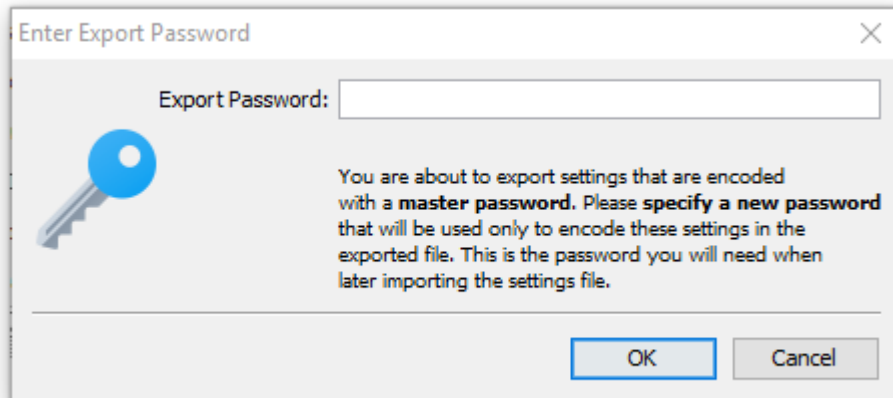 Enter Export Password
Export Password:
You are about to export settings that are encoded
with a master password. Please specify a new password
that will be used only to encode these settings in the
exported file. This is the password you will need when
later importing the settings file.
OK
Cancel